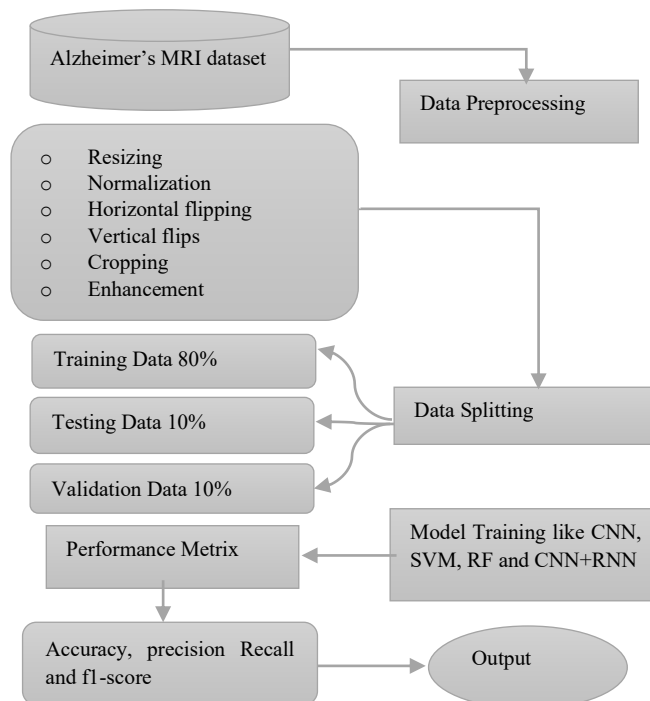 Alzheimer's MRI dataset
Data Preprocessing
o Resizing
o Normalization
o Horizontal flipping
o Vertical flips
o Cropping
o Enhancement
Training Data 80%
Testing Data 10%
Data Splitting
Validation Data 10%
Model Training like CNN,
SVM, RF and CNN+RNN
Performance Metrix
Accuracy, precision Recall
and f1-score
Output